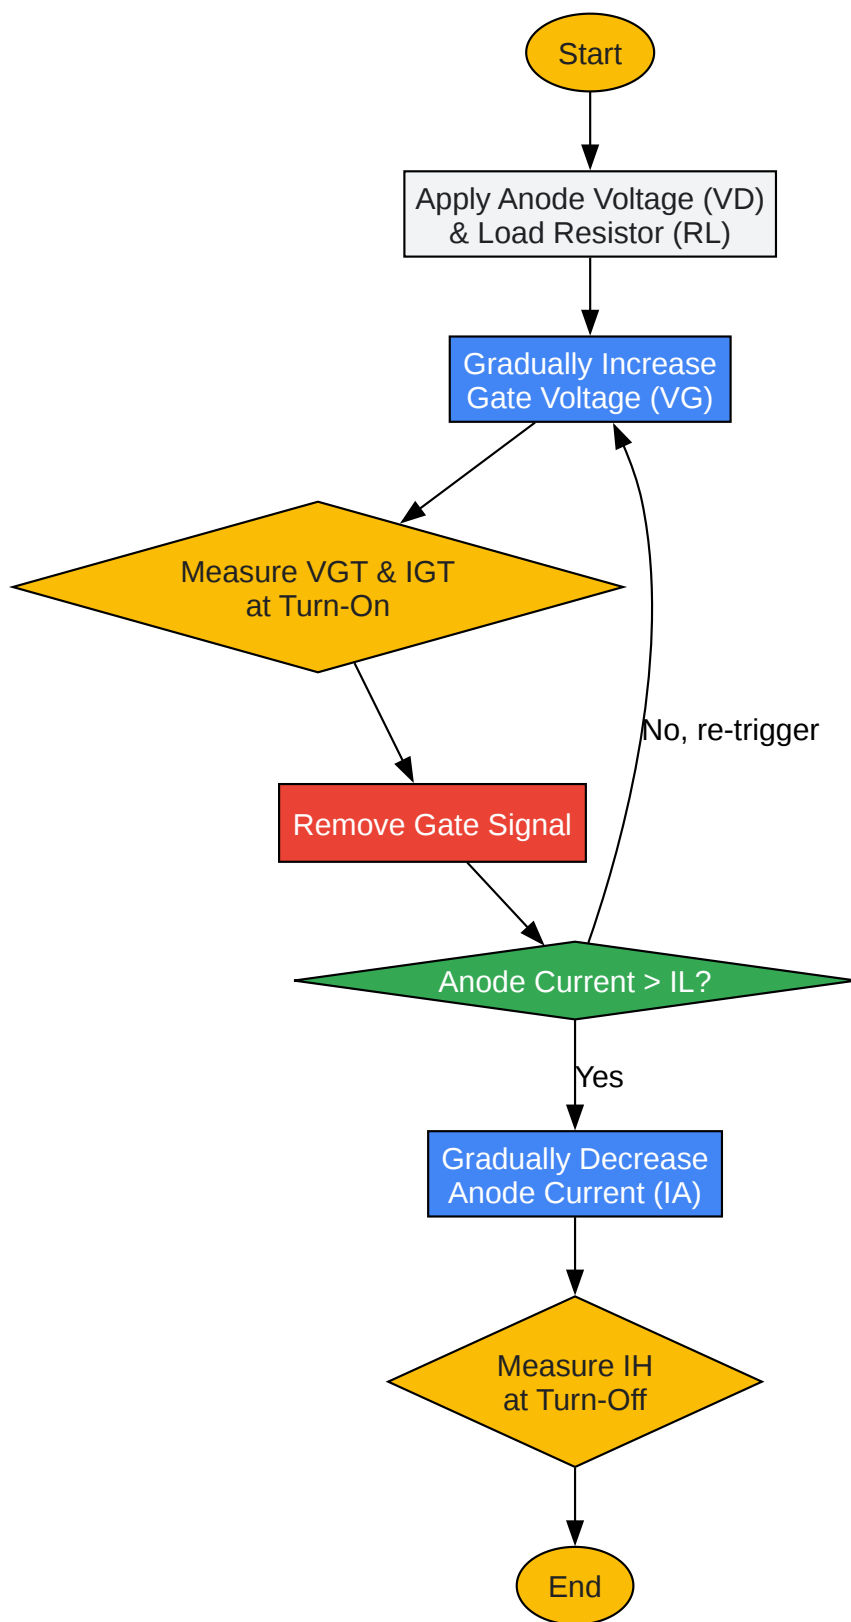 Start
Apply Anode Voltage (VD)
& Load Resistor (RL)
Gradually Increase
Gate Voltage (VG)
Measure VGT & IGT
at Turn-On
No, re-trigger
Remove Gate Signal
Anode Current > IL?
Yes
Gradually Decrease
Anode Current (IA)
Measure IH
at Turn-Off
End